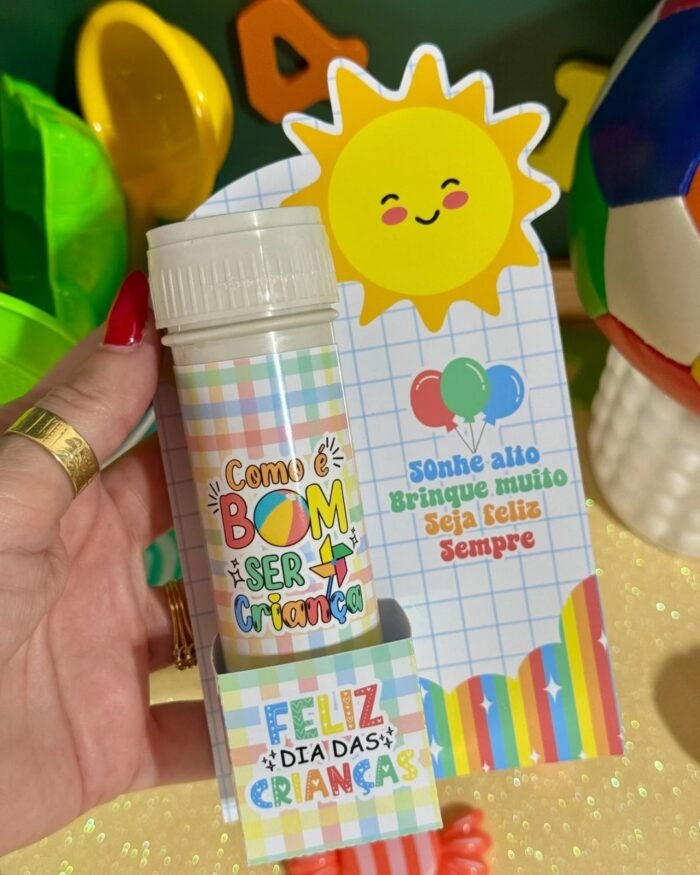 Como é
BOM
SER
Criança
SOnhe alto
Brinque muito
Seja feliz
Sempre
FELIZ
DIA DAS
CRIANÇAS